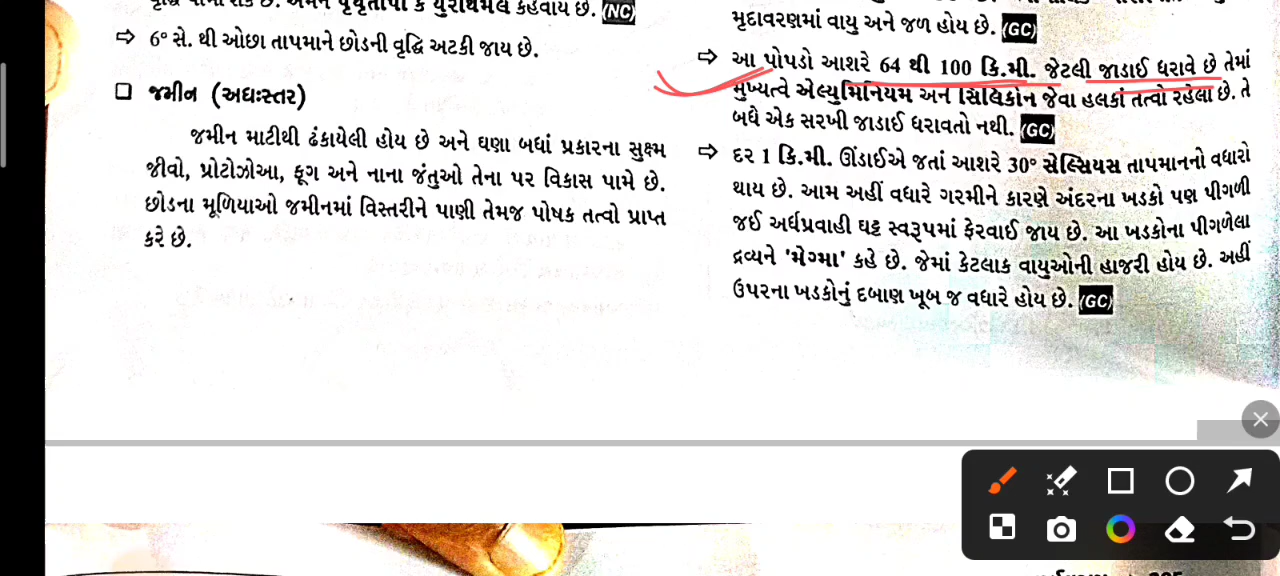 કહેવાય છે. (NC)
⇨ 6° સે. થી ઓછા તાપમાને છોડની વૃદ્ધિ અટકી જાય છે.
❑ જમીન (અધઃસ્તર)
જમીન માટીથી ઢંકાયેલી હોય છે અને ઘણા બધાં પ્રકારના સુક્ષ્મ
જીવો, પ્રોટોઝોઆ, ફૂગ અને નાના જંતુઓ તેના પર વિકાસ પામે છે.
છોડના મૂળિયાઓ જમીનમાં વિસ્તરીને પાણી તેમજ પોષક તત્વો પ્રાપ્ત
કરે છે.
મૃદાવરણમાં વાયુ અને જળ હોય છે. (GC)
⇨ આ પોપડો આશરે 64 થી 100 કિ.મી. જેટલી જાડાઈ ધરાવે છે તેમાં
મુખ્યત્વે એલ્યુમિનિયમ અને સિલિકોન જેવા હલકાં તત્વો રહેલા છે. તે
બધે એક સરખી જાડાઈ ધરાવતો નથી. (GC)
⇨ દર 1 કિ.મી. ઊંડાઈએ જતાં આશરે 30° સેલ્સિયસ તાપમાનનો વધારો
થાય છે. આમ અહીં વધારે ગરમીને કારણે અંદરના ખડકો પણ પીગળી
જઈ અર્ધપ્રવાહી ઘટ્ટ સ્વરૂપમાં ફેરવાઈ જાય છે. આ ખડકોના પીગળેલા
દ્રવ્યને 'મેગ્મા' કહે છે. જેમાં કેટલાક વાયુઓની હાજરી હોય છે. અહીં
ઉપરના ખડકોનું દબાણ ખૂબ જ વધારે હોય છે. (GC)